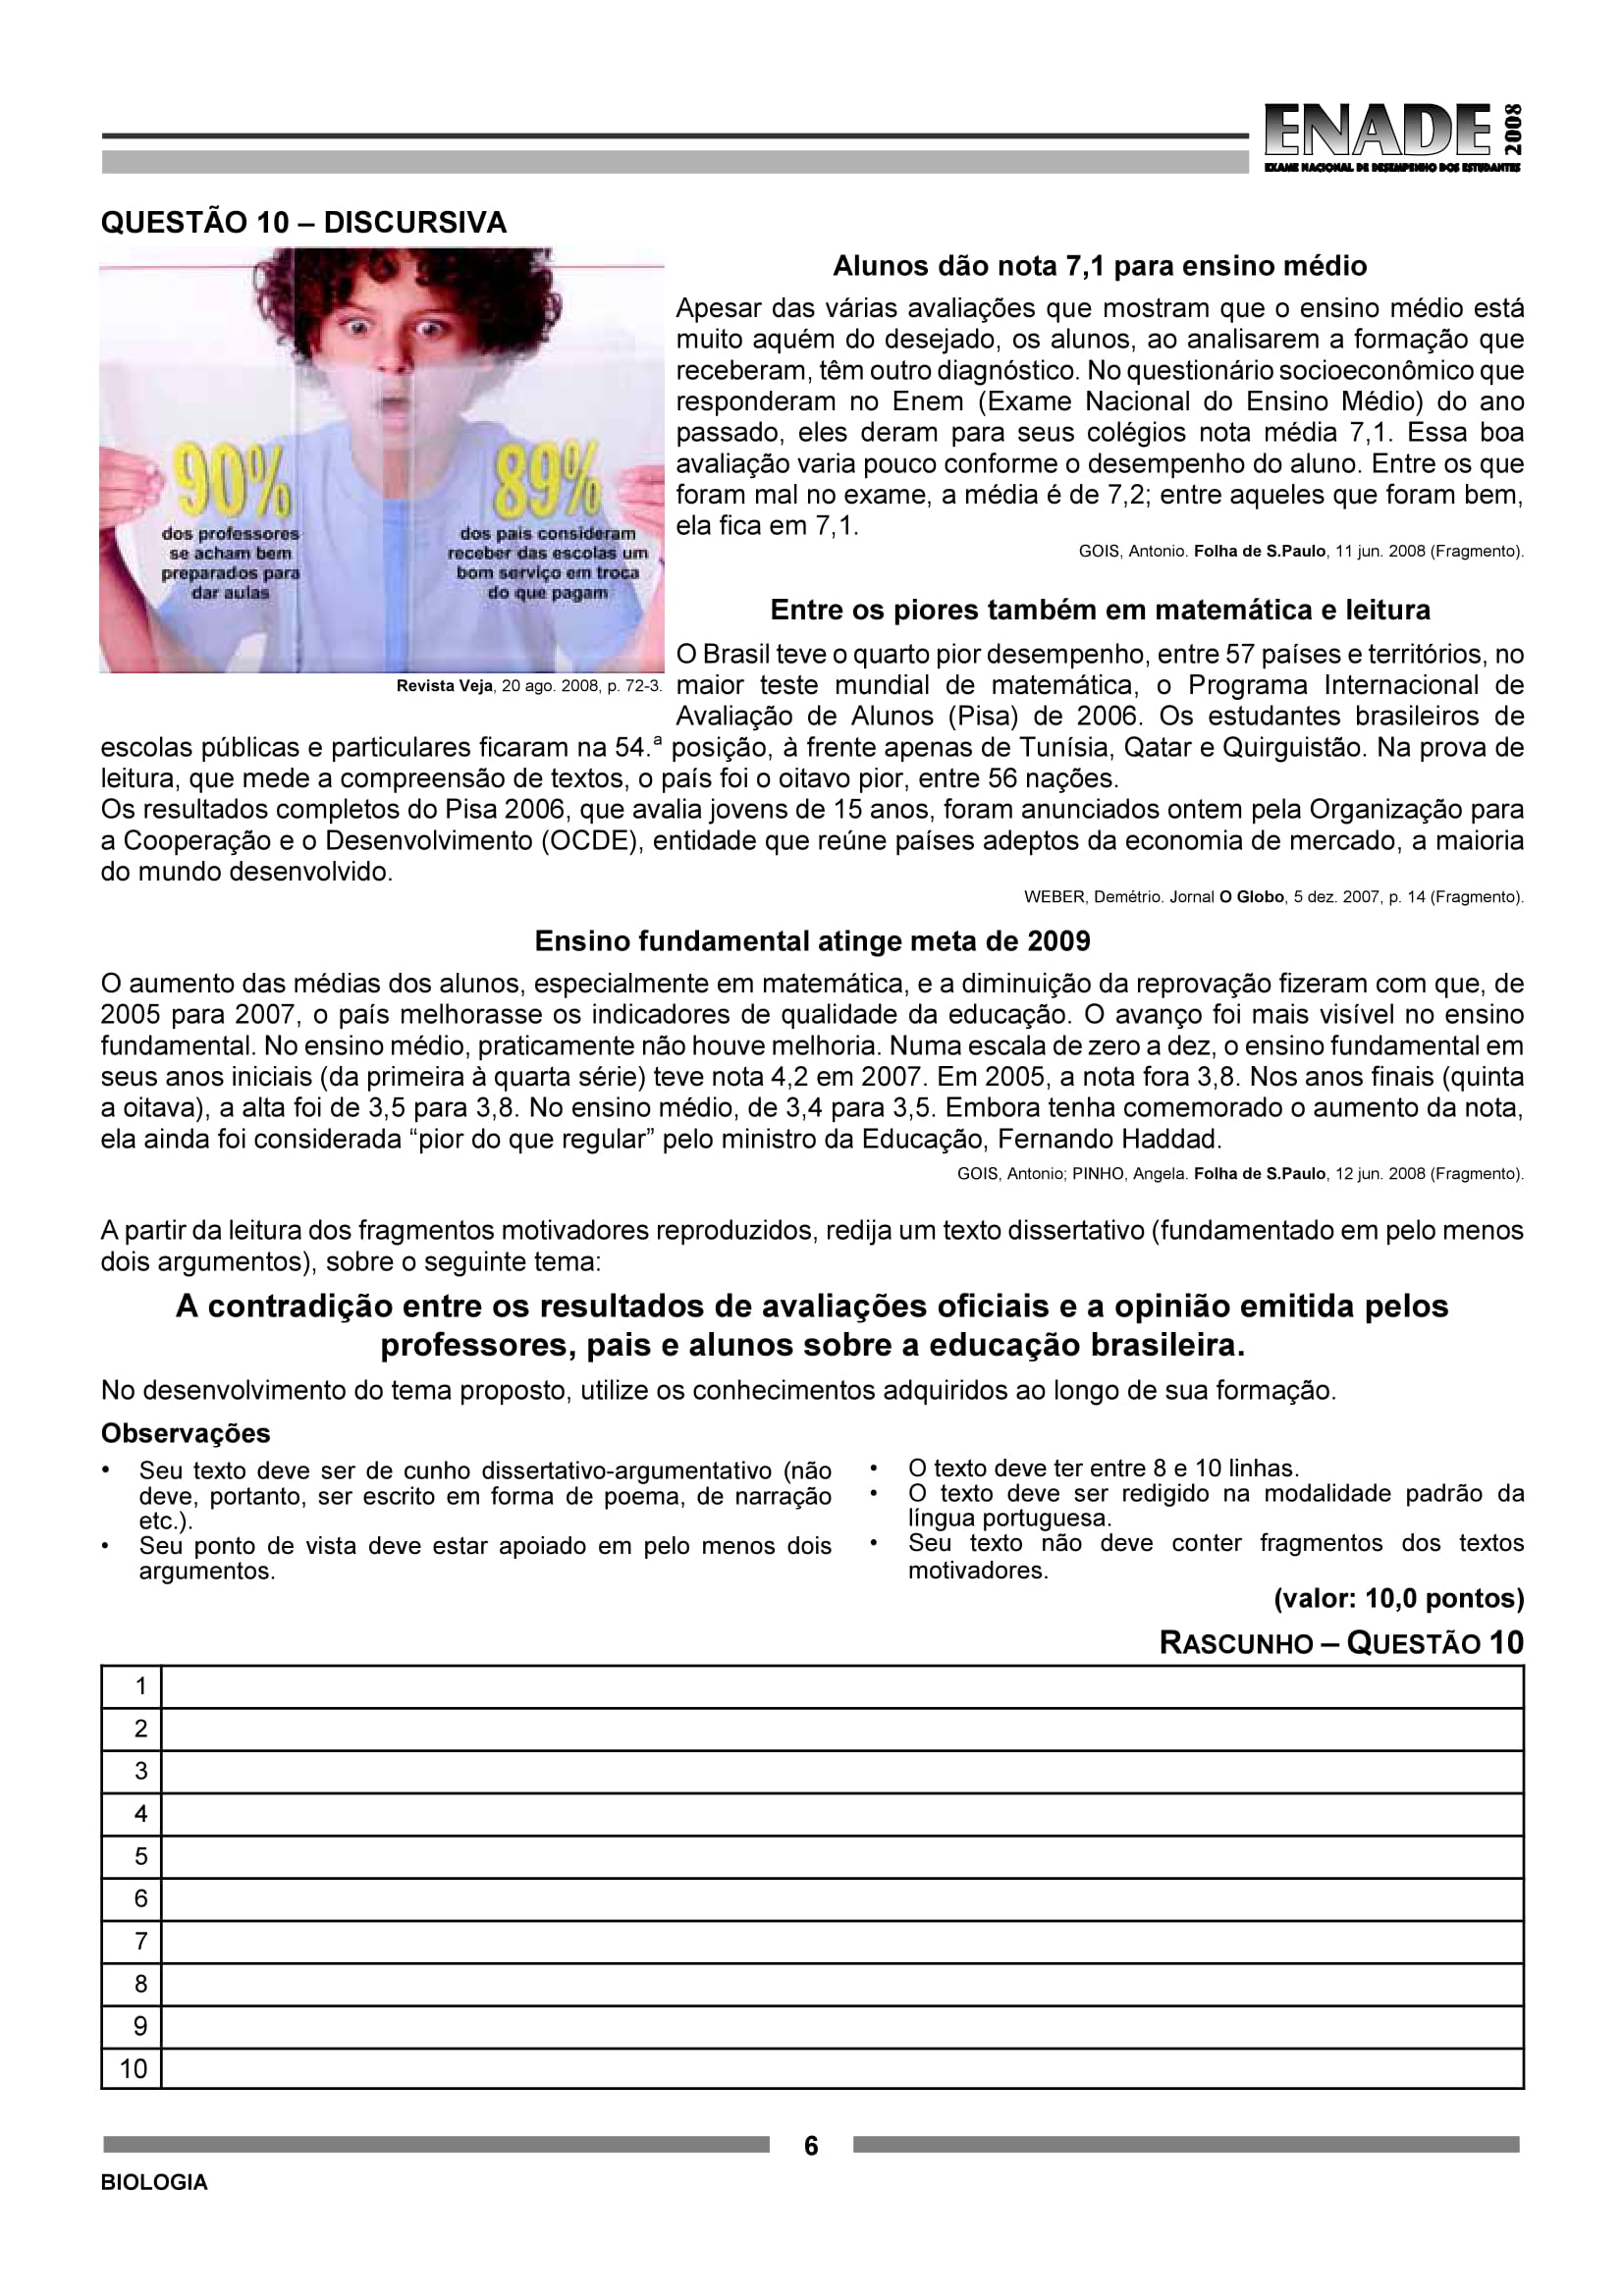 ENADE 2008
EXAME NACIONAL DE DESEMPENHO DOS ESTUDANTES
QUESTÃO 10 – DISCURSIVA
90%
dos professores
se acham bem
preparados para
dar aulas
89%
dos pais consideram
receber das escolas um
bom serviço em troca
do que pagam
Revista Veja, 20 ago. 2008, p. 72-3.
Alunos dão nota 7,1 para ensino médio
Apesar das várias avaliações que mostram que o ensino médio está
muito aquém do desejado, os alunos, ao analisarem a formação que
receberam, têm outro diagnóstico. No questionário socioeconômico que
responderam no Enem (Exame Nacional do Ensino Médio) do ano
passado, eles deram para seus colégios nota média 7,1. Essa boa
avaliação varia pouco conforme o desempenho do aluno. Entre os que
foram mal no exame, a média é de 7,2; entre aqueles que foram bem,
ela fica em 7,1.
GOIS, Antonio. Folha de S.Paulo, 11 jun. 2008 (Fragmento).
Entre os piores também em matemática e leitura
O Brasil teve o quarto pior desempenho, entre 57 países e territórios, no
maior teste mundial de matemática, o Programa Internacional de
Avaliação de Alunos (Pisa) de 2006. Os estudantes brasileiros de
escolas públicas e particulares ficaram na 54.ª posição, à frente apenas de Tunísia, Qatar e Quirguistão. Na prova de
leitura, que mede a compreensão de textos, o país foi o oitavo pior, entre 56 nações.
Os resultados completos do Pisa 2006, que avalia jovens de 15 anos, foram anunciados ontem pela Organização para
a Cooperação e o Desenvolvimento (OCDE), entidade que reúne países adeptos da economia de mercado, a maioria
do mundo desenvolvido.
WEBER, Demétrio. Jornal O Globo, 5 dez. 2007, p. 14 (Fragmento).
Ensino fundamental atinge meta de 2009
O aumento das médias dos alunos, especialmente em matemática, e a diminuição da reprovação fizeram com que, de
2005 para 2007, o país melhorasse os indicadores de qualidade da educação. O avanço foi mais visível no ensino
fundamental. No ensino médio, praticamente não houve melhoria. Numa escala de zero a dez, o ensino fundamental em
seus anos iniciais (da primeira à quarta série) teve nota 4,2 em 2007. Em 2005, a nota fora 3,8. Nos anos finais (quinta
a oitava), a alta foi de 3,5 para 3,8. No ensino médio, de 3,4 para 3,5. Embora tenha comemorado o aumento da nota,
ela ainda foi considerada “pior do que regular” pelo ministro da Educação, Fernando Haddad.
GOIS, Antonio; PINHO, Angela. Folha de S.Paulo, 12 jun. 2008 (Fragmento).
A partir da leitura dos fragmentos motivadores reproduzidos, redija um texto dissertativo (fundamentado em pelo menos
dois argumentos), sobre o seguinte tema:
A contradição entre os resultados de avaliações oficiais e a opinião emitida pelos
professores, pais e alunos sobre a educação brasileira.
No desenvolvimento do tema proposto, utilize os conhecimentos adquiridos ao longo de sua formação.
Observações
• Seu texto deve ser de cunho dissertativo-argumentativo (não
deve, portanto, ser escrito em forma de poema, de narração
etc.).
• Seu ponto de vista deve estar apoiado em pelo menos dois
argumentos.
• O texto deve ter entre 8 e 10 linhas.
• O texto deve ser redigido na modalidade padrão da
língua portuguesa.
• Seu texto não deve conter fragmentos dos textos
motivadores.
(valor: 10,0 pontos)
RASCUNHO – QUESTÃO 10
1
2
3
4
5
6
7
8
9
10
6
BIOLOGIA